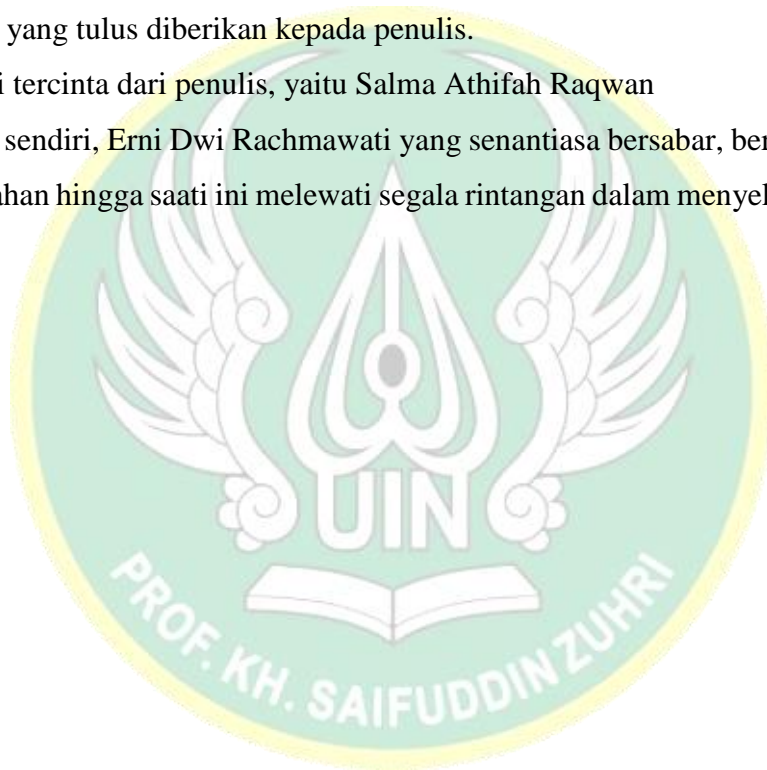 yang tulus diberikan kepada penulis.
i tercinta dari penulis, yaitu Salma Athifah Raqwan
sendiri, Erni Dwi Rachmawati yang senantiasa bersabar, ber
ahan hingga saati ini melewati segala rintangan dalam menyel
UIN
PROF. KH. SAIFUDDIN ZUHRI